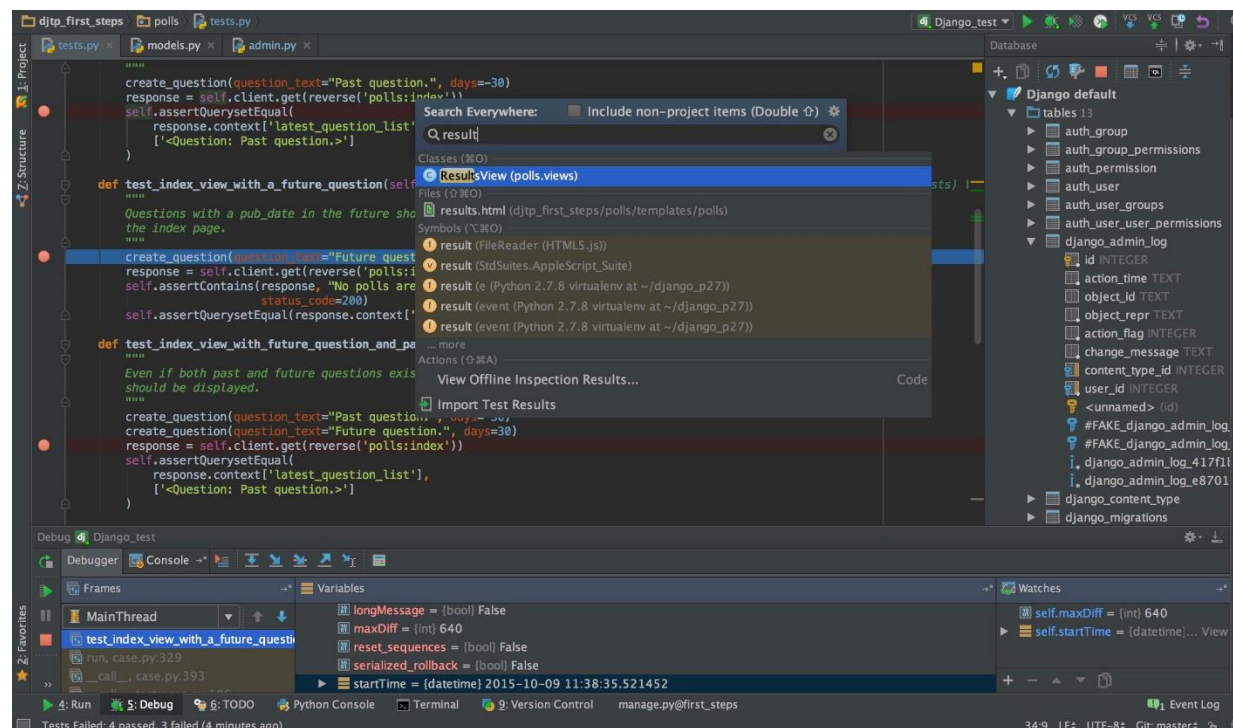 djtp_first_steps polls tests.py Django_test VCS VCS
tests.py models.py admin.py Database
1: Project
Z: Structure
2: Favorites
"""
create_question(question_text="Past question.", days=-30)
response = self.client.get(reverse('polls:index'))
self.assertQuerysetEqual(
response.context['latest_question_list'
['<Question: Past question.>']
)
def test_index_view_with_a_future_question(self
"""
Questions with a pub_date in the future sho
the index page.
"""
create_question(question_text="Future quest
response = self.client.get(reverse('polls:i
self.assertContains(response, "No polls are
status_code=200)
self.assertQuerysetEqual(response.context['
def test_index_view_with_future_question_and_pa
"""
Even if both past and future questions exis
should be displayed.
"""
create_question(question_text="Past question.", days=-30)
create_question(question_text="Future question.", days=30)
response = self.client.get(reverse('polls:index'))
self.assertQuerysetEqual(
response.context['latest_question_list'],
['<Question: Past question.>']
)
Search Everywhere: Include non-project items (Double ⇧)
result
Classes (⌘O)
ResultsView (polls.views)
Files (⇧⌘O)
results.html (djtp_first_steps/polls/templates/polls)
Symbols (⌥⌘O)
result (FileReader (HTML5.js))
result (StdSuites.AppleScript_Suite)
result (e (Python 2.7.8 virtualenv at ~/django_p27))
result (event (Python 2.7.8 virtualenv at ~/django_p27))
result (event (Python 2.7.8 virtualenv at ~/django_p27))
... more
Actions (⇧⌘A)
View Offline Inspection Results... Code
Import Test Results
sts)
Django default
tables 13
auth_group
auth_group_permissions
auth_permission
auth_user
auth_user_groups
auth_user_user_permissions
django_admin_log
id INTEGER
action_time TEXT
object_id TEXT
object_repr TEXT
action_flag INTEGER
change_message TEXT
content_type_id INTEGER
user_id INTEGER
<unnamed> (id)
#FAKE_django_admin_log_
#FAKE_django_admin_log_
django_admin_log_417f1
django_admin_log_e8701
django_content_type
django_migrations
Debug Django_test
Debugger Console
Frames
MainThread
test_index_view_with_a_future_questi
run, case.py:329
__call__, case.py:393
Variables
longMessage = {bool} False
maxDiff = {int} 640
reset_sequences = {bool} False
serialized_rollback = {bool} False
startTime = {datetime} 2015-10-09 11:38:35.521452
Watches
self.maxDiff = {int} 640
self.startTime = {datetime}... View
4: Run 5: Debug 6: TODO Python Console Terminal 9: Version Control manage.py@first_steps 1 Event Log
Tests Failed: 4 passed, 3 failed (4 minutes ago) 34:9 LF÷ UTF-8÷ Git: master÷